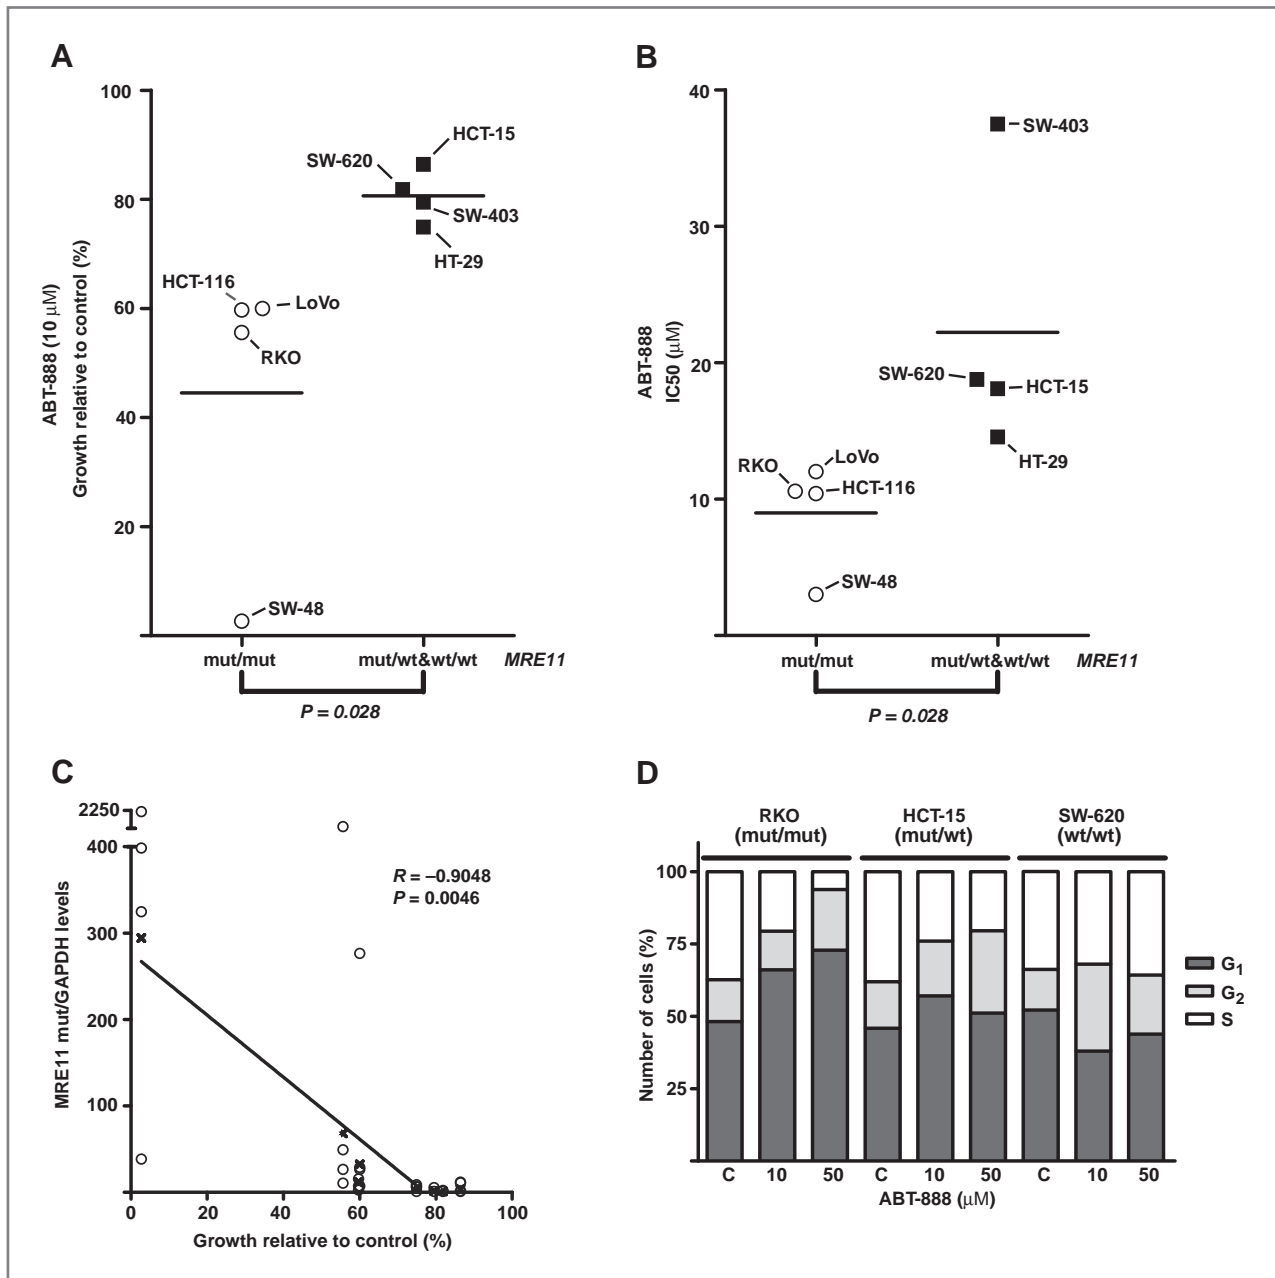 A
ABT-888 (10 μM)
Growth relative to control (%)
100
80
60
40
20
HCT-15
SW-620
SW-403
HT-29
HCT-116
LoVo
RKO
SW-48
mut/mut
mut/wt&wt/wt
MRE11
P = 0.028
B
ABT-888
IC50 (μM)
40
30
20
10
SW-403
SW-620
HCT-15
HT-29
RKO
LoVo
HCT-116
SW-48
mut/mut
mut/wt&wt/wt
MRE11
P = 0.028
C
MRE11 mut/GAPDH levels
2250
400
300
200
100
R = –0.9048
P = 0.0046
0
20
40
60
80
100
Growth relative to control (%)
D
Number of cells (%)
RKO
(mut/mut)
HCT-15
(mut/wt)
SW-620
(wt/wt)
100
75
50
25
G1
G2
S
C
10
50
C
10
50
C
10
50
ABT-888 (μM)